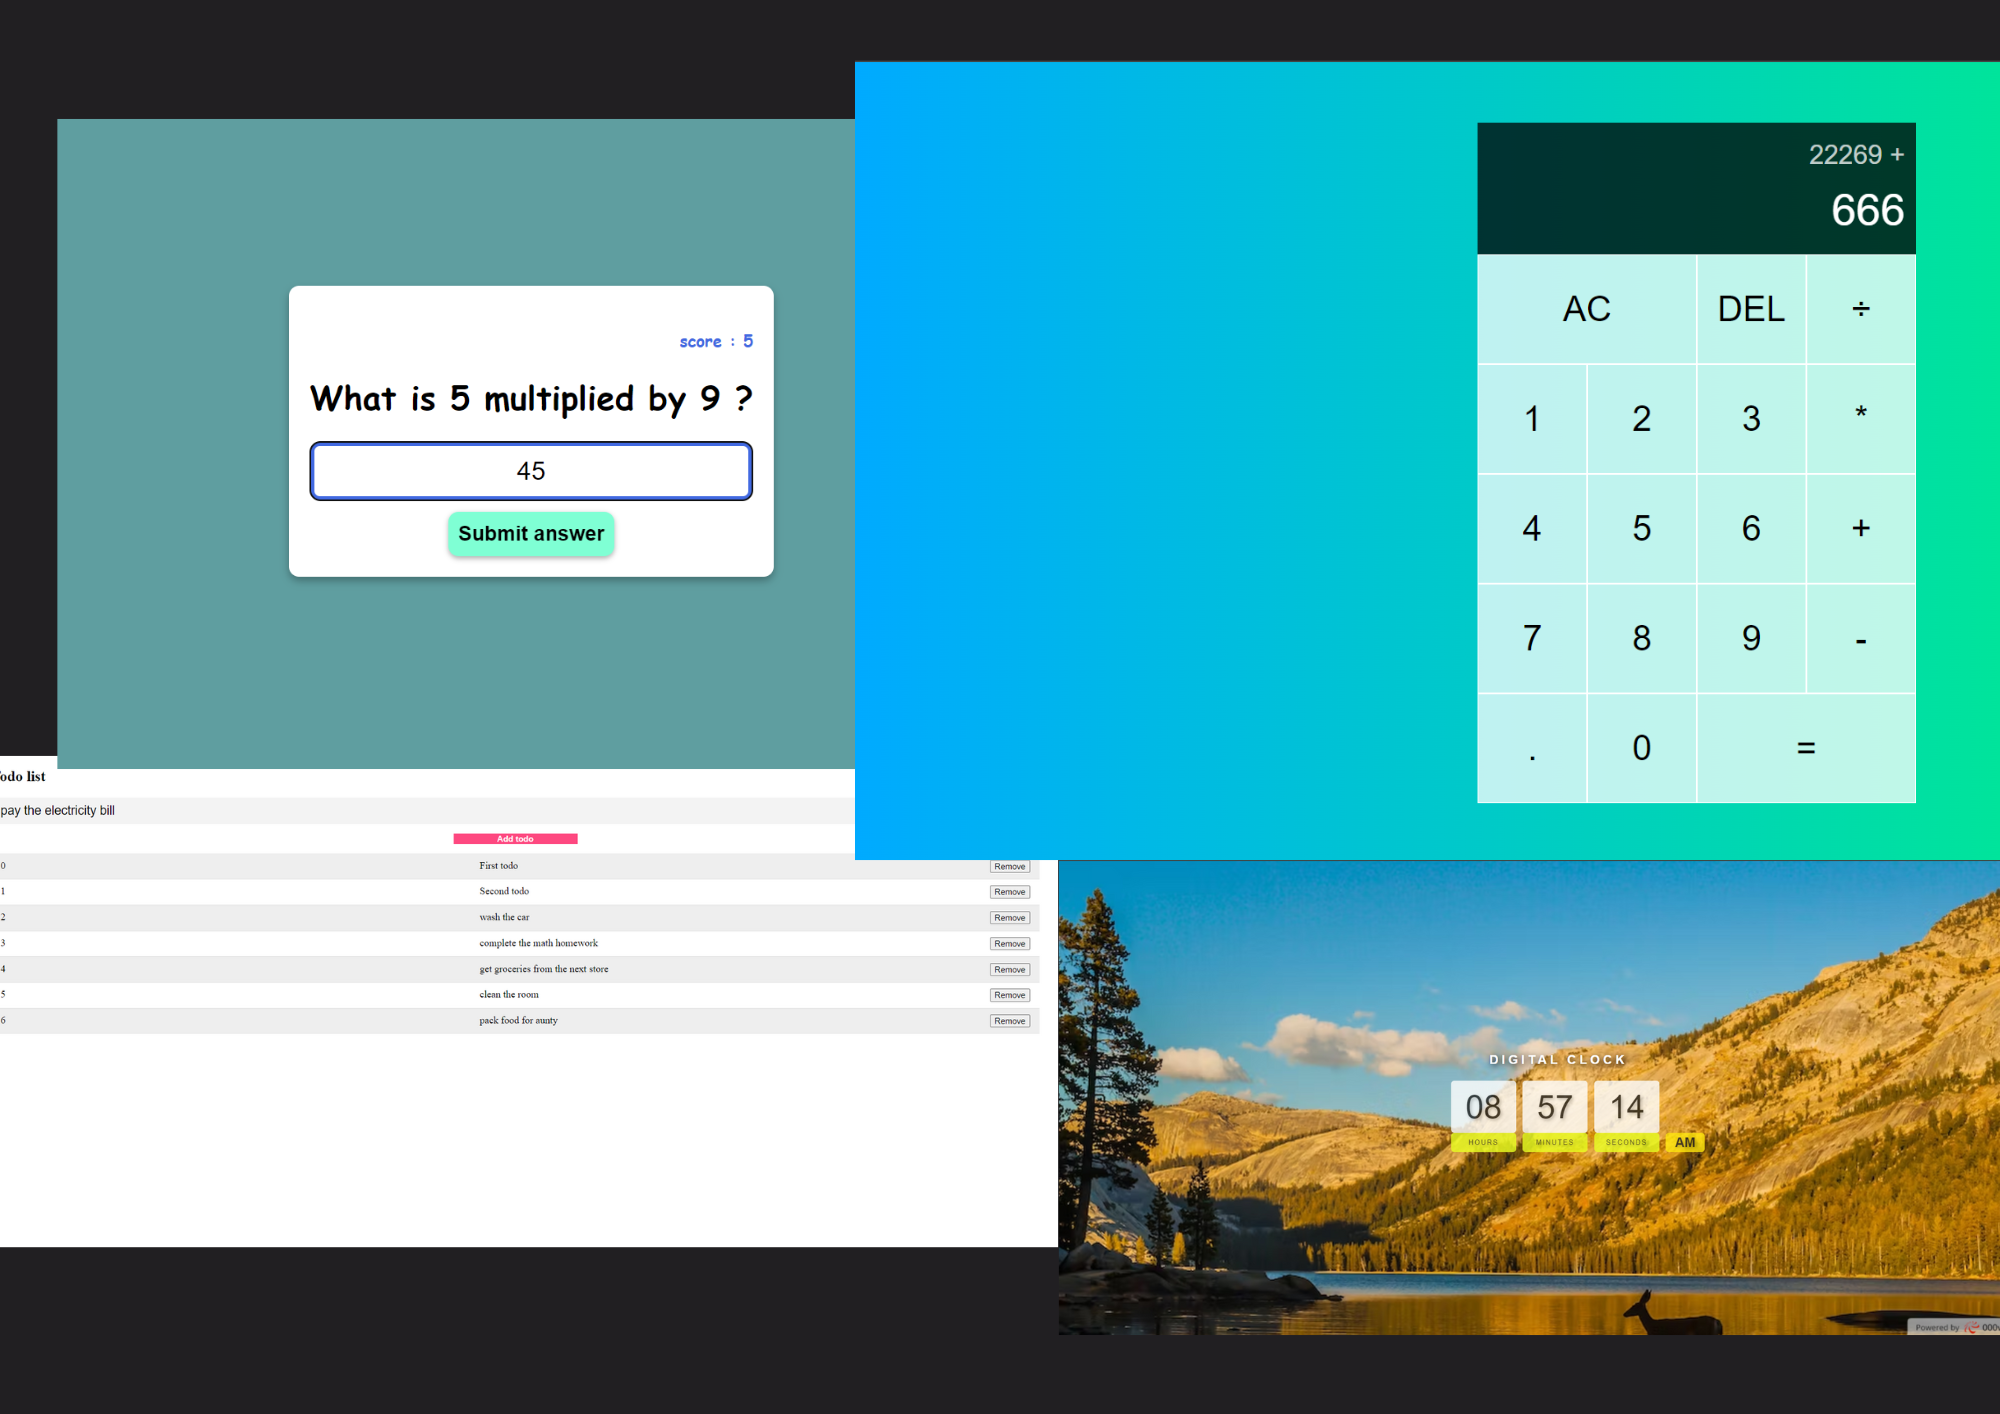 score : 5
What is 5 multiplied by 9 ?
45
Submit answer
22269 +
666
AC DEL ÷
1 2 3 *
4 5 6 +
7 8 9 -
. 0 =
odo list
pay the electricity bill
Add todo
0 First todo Remove
1 Second todo Remove
2 wash the car Remove
3 complete the math homework Remove
4 get groceries from the next store Remove
5 clean the room Remove
6 pack food for aunty Remove
DIGITAL CLOCK
08 57 14
HOURS MINUTES SECONDS AM
Powered by 000